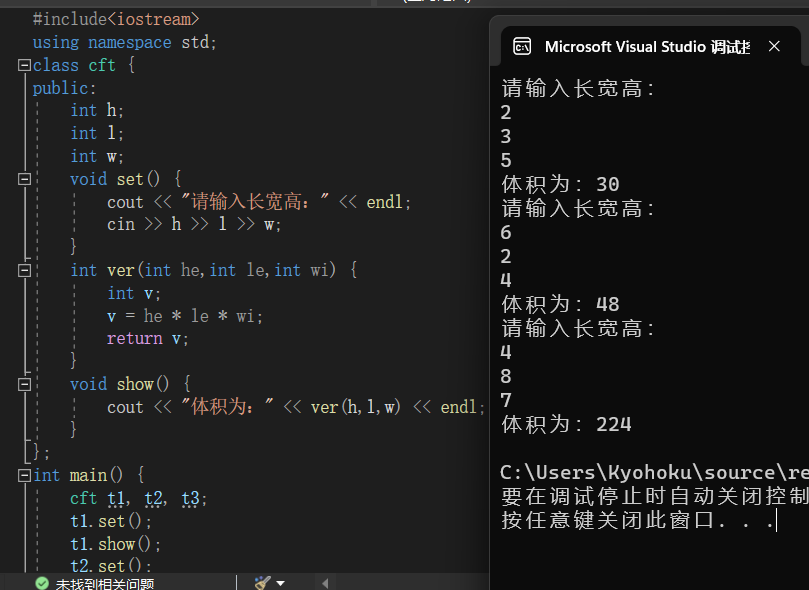 #include<iostream>
using namespace std;
class cft {
public:
int h;
int l;
int w;
void set() {
cout << "请输入长宽高: " << endl;
cin >> h >> l >> w;
}
int ver(int he,int le,int wi) {
int v;
v = he * le * wi;
return v;
}
void show() {
cout << "体积为: " << ver(h,l,w) << endl;
}
};
int main() {
cft t1, t2, t3;
t1.set();
t1.show();
t2.set();
未找到相关问题
Microsoft Visual Studio 调试控
请输入长宽高:
2
3
5
体积为: 30
请输入长宽高:
6
2
4
体积为: 48
请输入长宽高:
4
8
7
体积为: 224
C:\Users\Kyohoku\source\re
要在调试停止时自动关闭控制
按任意键关闭此窗口. . .